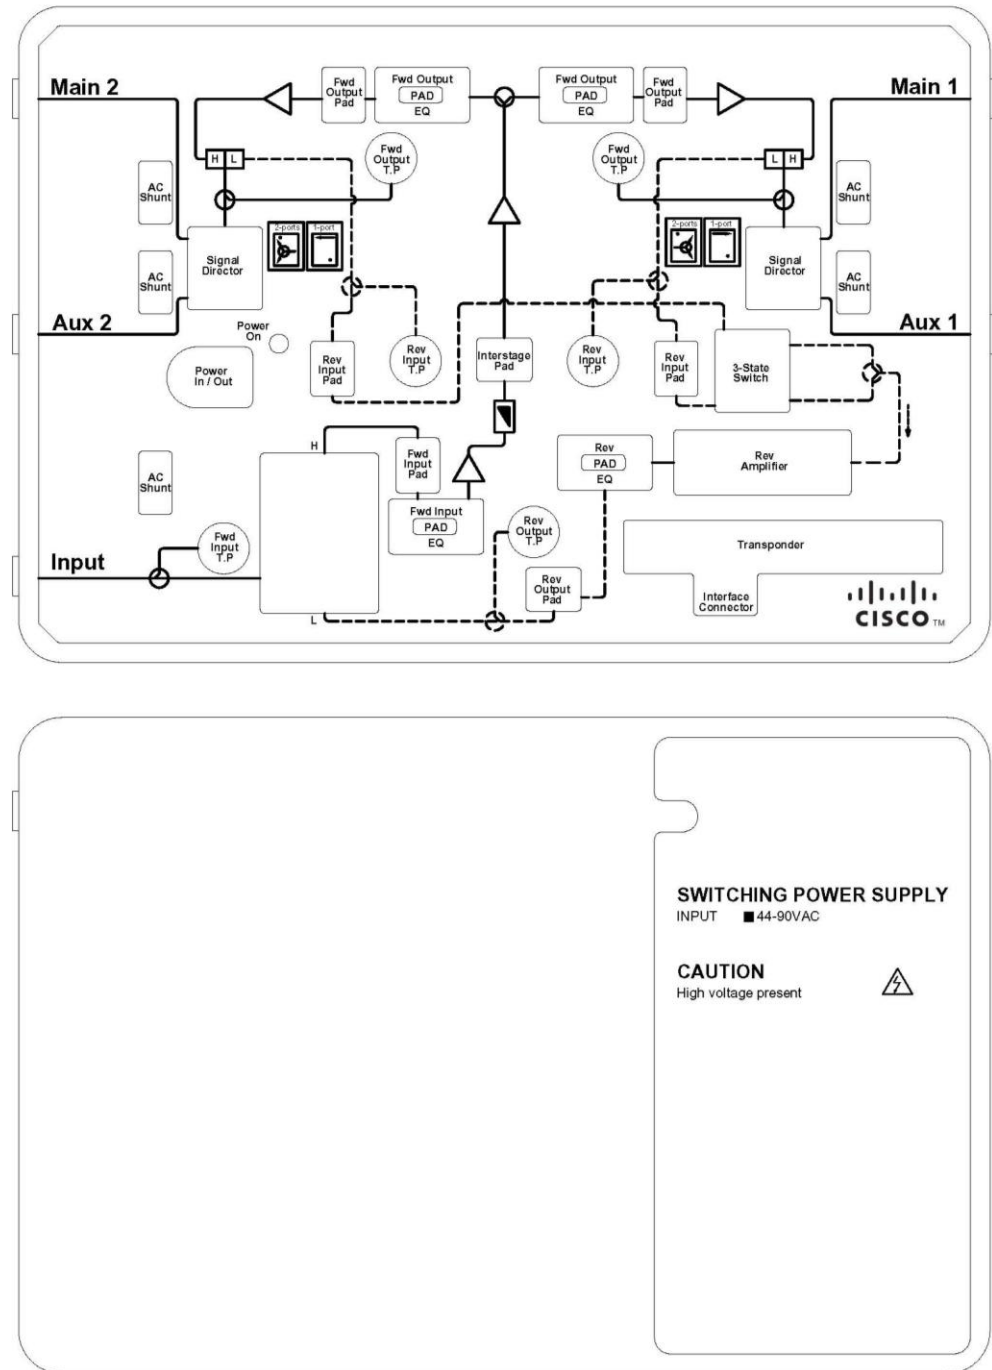 Main 2
Fwd
Output
Pad
Fwd Output
PAD
EQ
Fwd Output
PAD
EQ
Fwd
Output
Pad
Main 1
H L
Fwd
Output
T.P
Fwd
Output
T.P
L H
AC
Shunt
AC
Shunt
2-ports
1-port
2-ports
1-port
Signal
Director
Signal
Director
AC
Shunt
AC
Shunt
Aux 2
Power
On
Aux 1
Power
In / Out
Rev
Input
Pad
Rev
Input
T.P
Interstage
Pad
Rev
Input
T.P
Rev
Input
Pad
3-State
Switch
H
AC
Shunt
Fwd
Input
Pad
Rev
PAD
EQ
Rev
Amplifier
Fwd Input
PAD
EQ
Fwd
Input
T.P
Rev
Output
T.P
Transponder
Input
Rev
Output
Pad
Interface
Connector
L
CISCO TM
SWITCHING POWER SUPPLY
INPUT ■ 44-90VAC
CAUTION
High voltage present